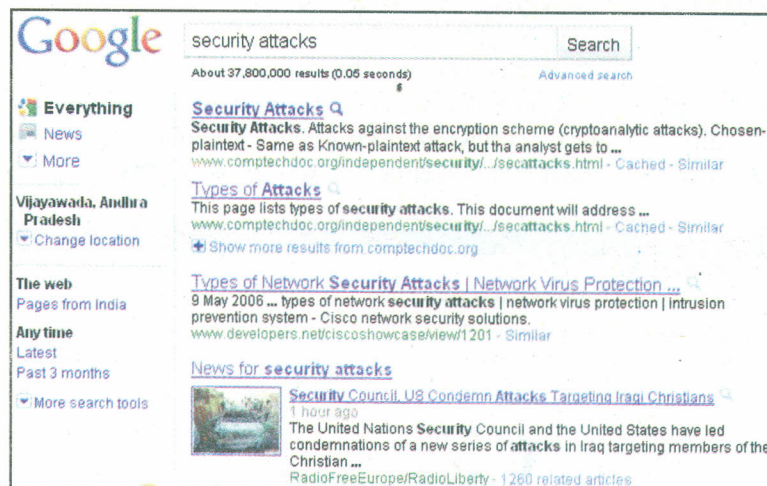 Google
security attacks
Search
About 37,800,000 results (0.05 seconds)
Advanced search
Everything
News
More
Vijayawada, Andhra
Pradesh
Change location
The web
Pages from India
Any time
Latest
Past 3 months
More search tools
Security Attacks
Security Attacks. Attacks against the encryption scheme (cryptoanalytic attacks). Chosen-
plaintext - Same as Known-plaintext attack, but tha analyst gets to ...
www.comptechdoc.org/independent/security/.../secattacks.html - Cached - Similar
Types of Attacks
This page lists types of security attacks. This document will address ...
www.comptechdoc.org/independent/security/.../attacks.html - Cached - Similar
Show more results from comptechdoc.org
Types of Network Security Attacks | Network Virus Protection ...
9 May 2006 ... types of network security attacks | network virus protection | intrusion
prevention system - Cisco network security solutions.
www.developers.net/ciscoshowcase/view/1201 - Similar
News for security attacks
Security Council, US Condemn Attacks Targeting Iraqi Christians
1 hour ago
The United Nations Security Council and the United States have led
condemnations of a new series of attacks in Iraq targeting members of the
Christian ...
RadioFreeEurope/RadioLiberty - 1260 related articles